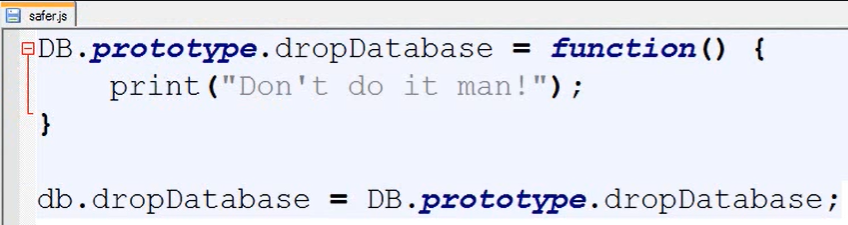 safer.js
DB.prototype.dropDatabase = function() {
    print("Don't do it man!");
}
db.dropDatabase = DB.prototype.dropDatabase;